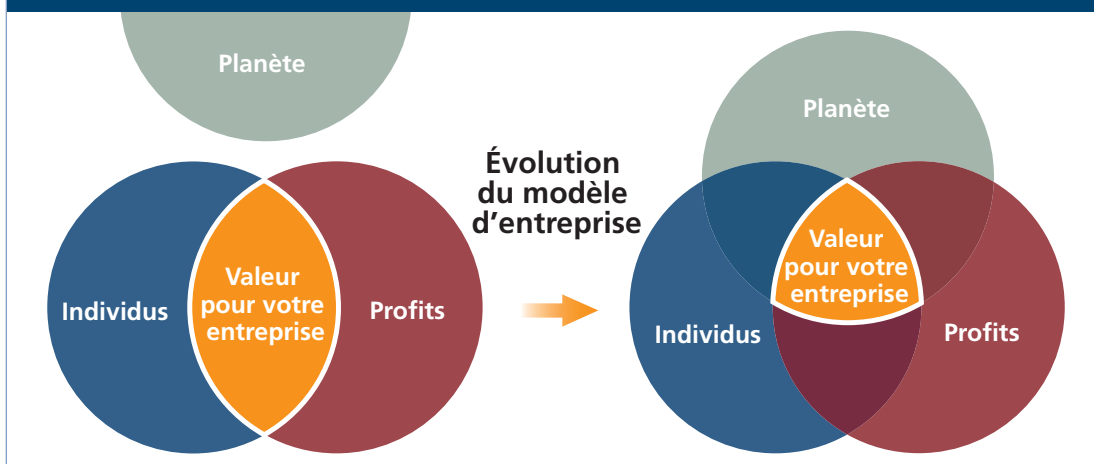 Planète
Individus
Valeur
pour votre
entreprise
Profits
Évolution
du modèle
d’entreprise
Planète
Individus
Valeur
pour votre
entreprise
Profits